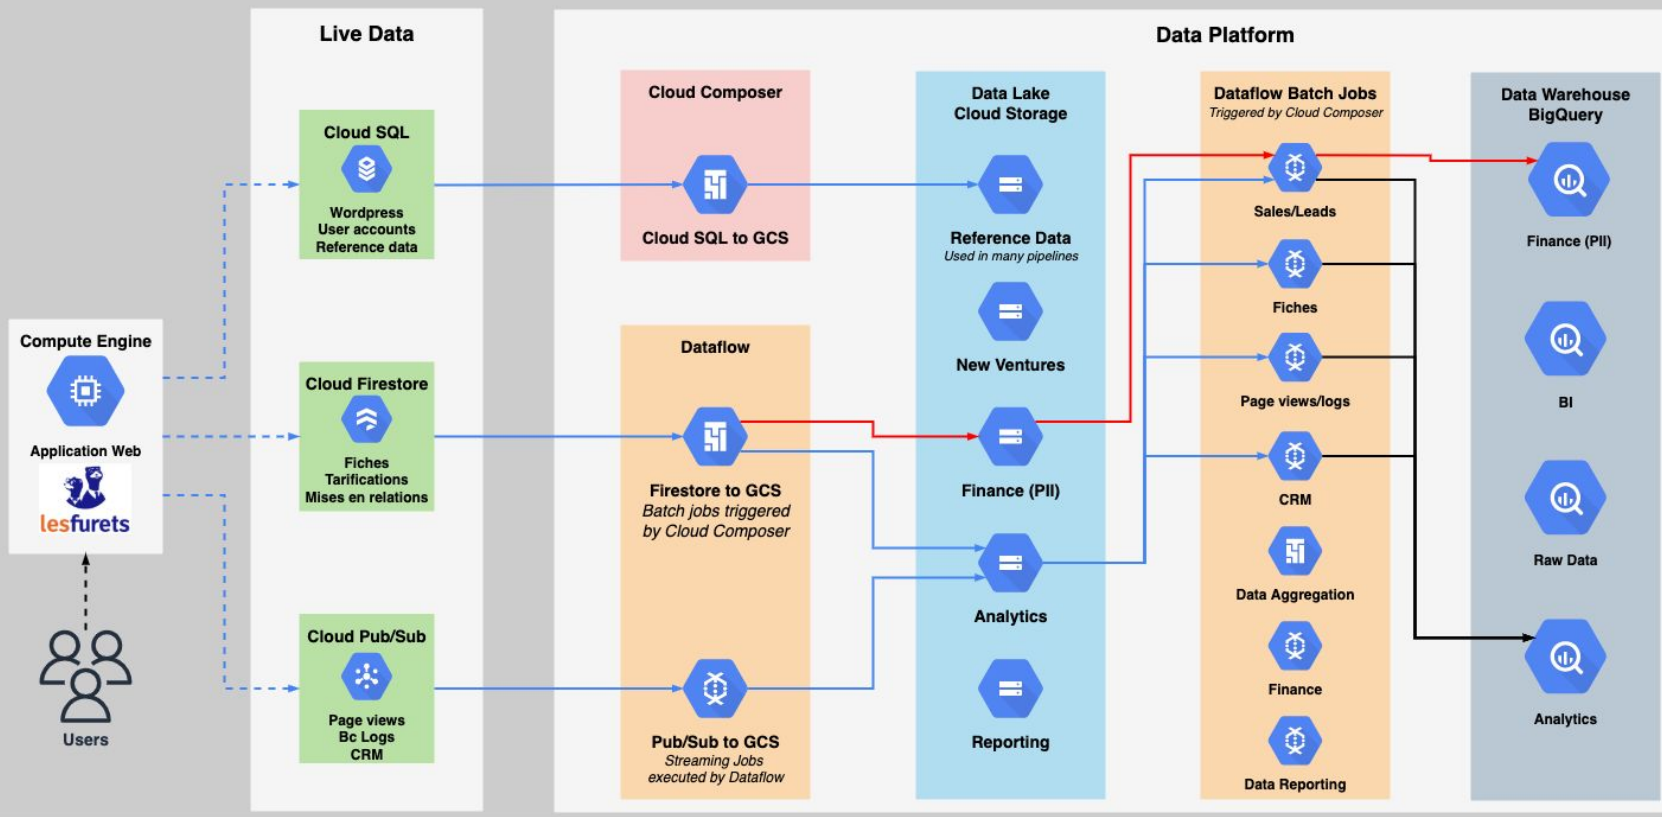 Live Data
Data Platform
Compute Engine
Application Web
lesfurets
Users
Cloud SQL
Wordpress
User accounts
Reference data
Cloud Firestore
Fiches
Tarifications
Mises en relations
Cloud Pub/Sub
Page views
Bc Logs
CRM
Cloud Composer
Cloud SQL to GCS
Dataflow
Firestore to GCS
Batch jobs triggered
by Cloud Composer
Pub/Sub to GCS
Streaming Jobs
executed by Dataflow
Data Lake
Cloud Storage
Reference Data
Used in many pipelines
New Ventures
Finance (PII)
Analytics
Reporting
Dataflow Batch Jobs
Triggered by Cloud Composer
Sales/Leads
Fiches
Page views/logs
CRM
Data Aggregation
Finance
Data Reporting
Data Warehouse
BigQuery
Finance (PII)
BI
Raw Data
Analytics